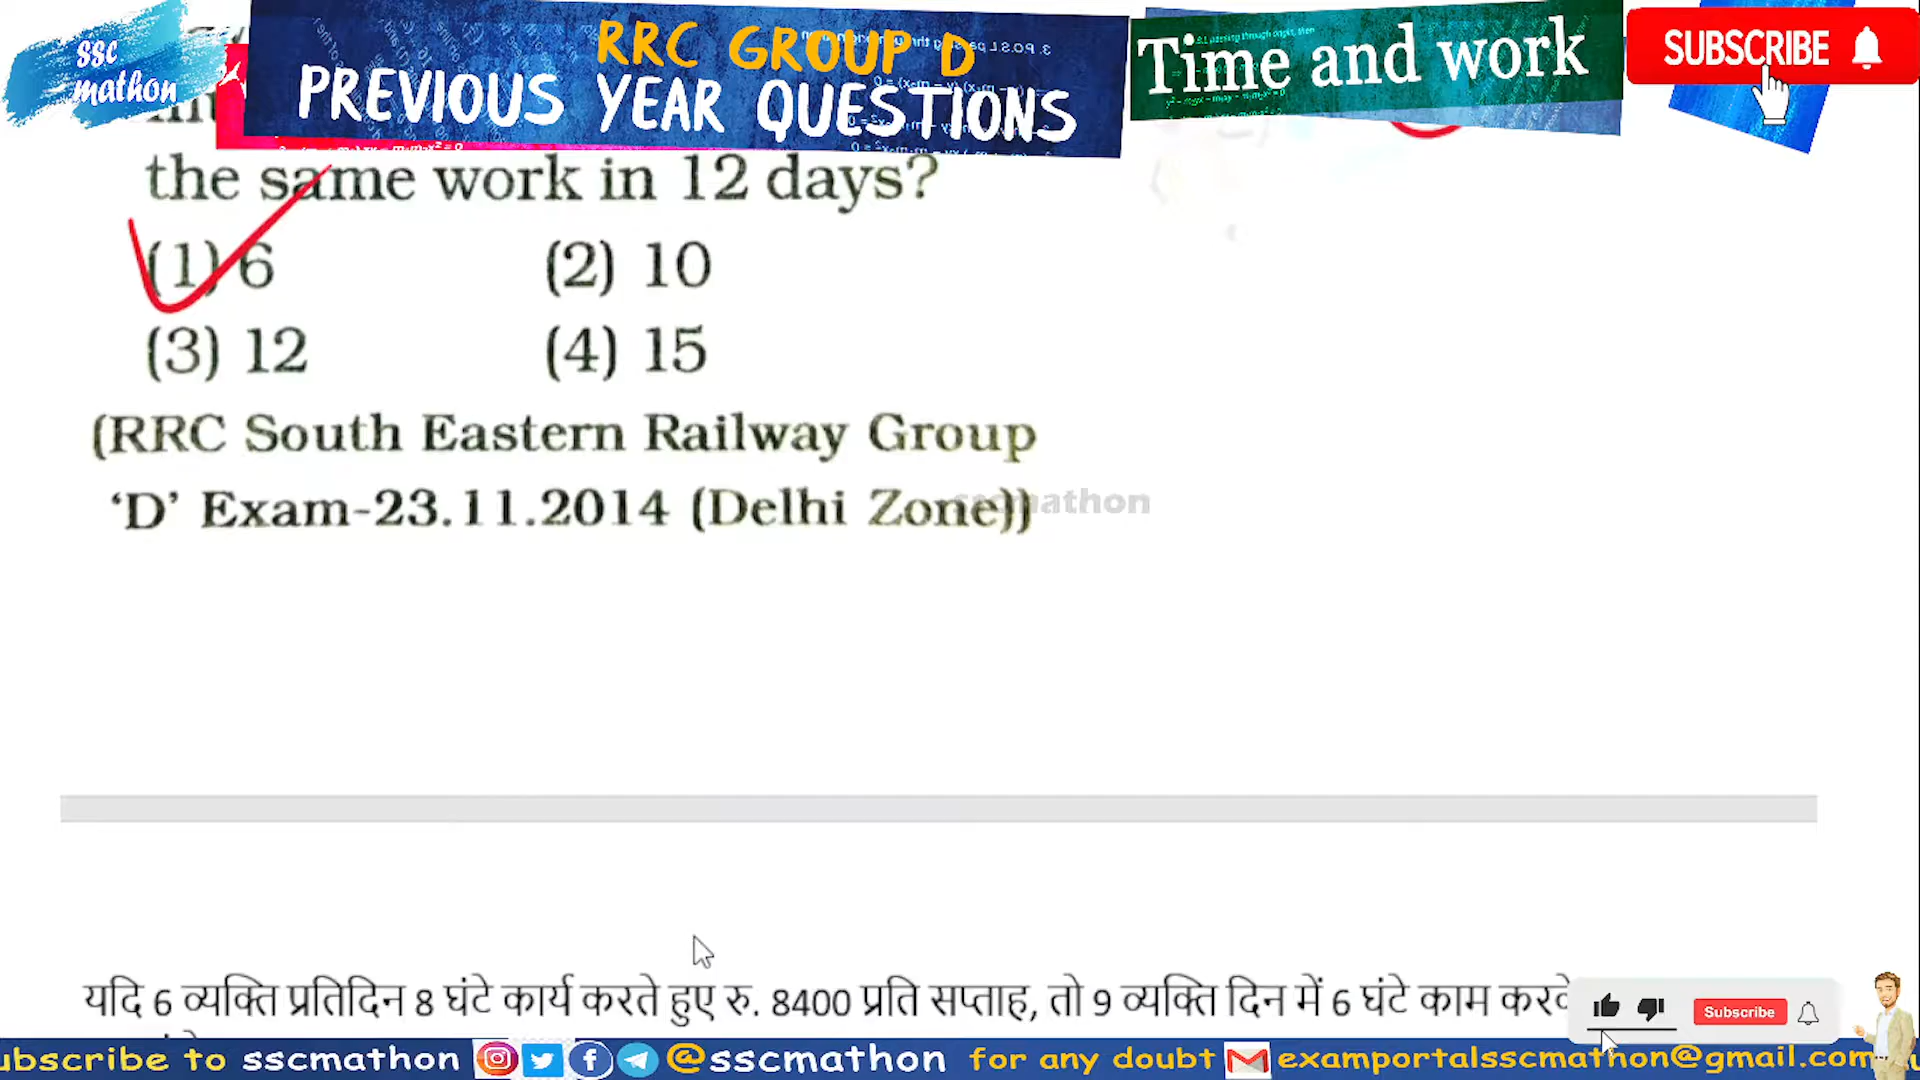 ssc
mathon
RRC GROUP D
PREVIOUS YEAR QUESTIONS
Time and work
SUBSCRIBE
the same work in 12 days?
(1) 6 (2) 10
(3) 12 (4) 15
(RRC South Eastern Railway Group
‘D’ Exam-23.11.2014 (Delhi Zone))
sscmathon
यदि 6 व्यक्ति प्रतिदिन 8 घंटे कार्य करते हुए रु. 8400 प्रति सप्ताह, तो 9 व्यक्ति दिन में 6 घंटे काम करके
Subscribe
ubscribe to sscmathon @sscmathon for any doubt examportalsscmathon@gmail.com